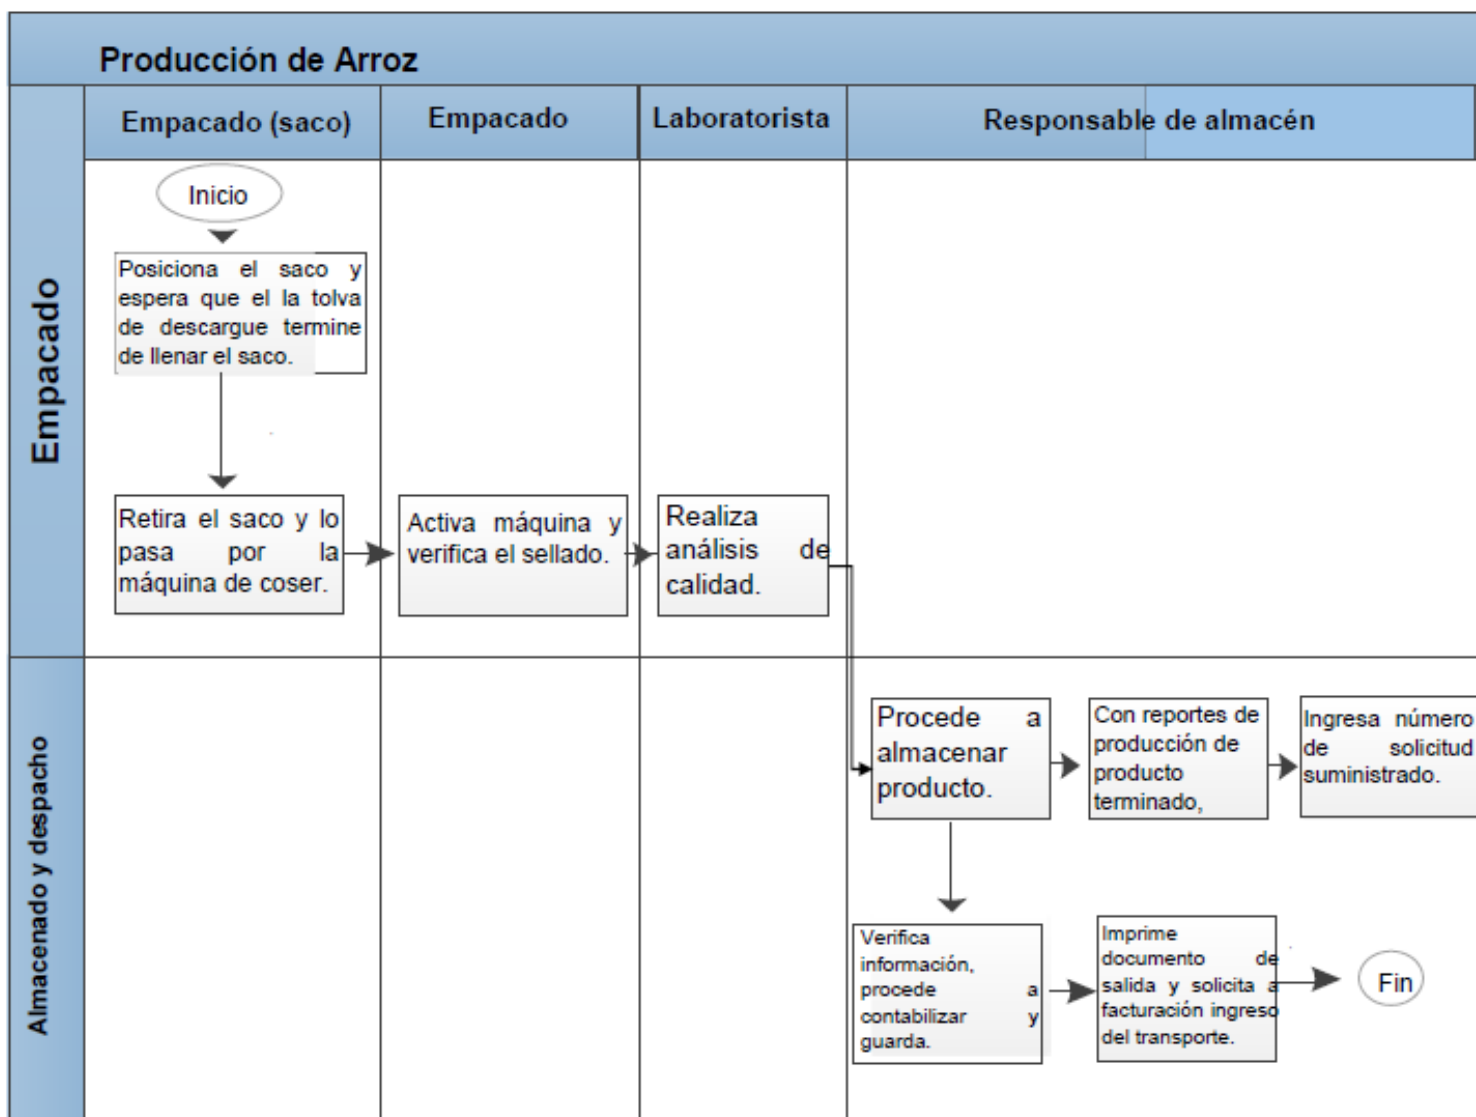 Producción de Arroz
Empacado (saco)
Empacado
Laboratorista
Responsable de almacén
Empacado
Inicio
Posiciona el saco y
espera que el la tolva
de descargue termine
de llenar el saco.
Retira el saco y lo
pasa por la
máquina de coser.
Activa máquina y
verifica el sellado.
Realiza
análisis de
calidad.
Almacenado y despacho
Procede a
almacenar
producto.
Con reportes de
producción de
producto
terminado,
Ingresa número
de solicitud
suministrado.
Verifica
información,
procede a
contabilizar y
guarda.
Imprime
documento de
salida y solicita a
facturación ingreso
del transporte.
Fin